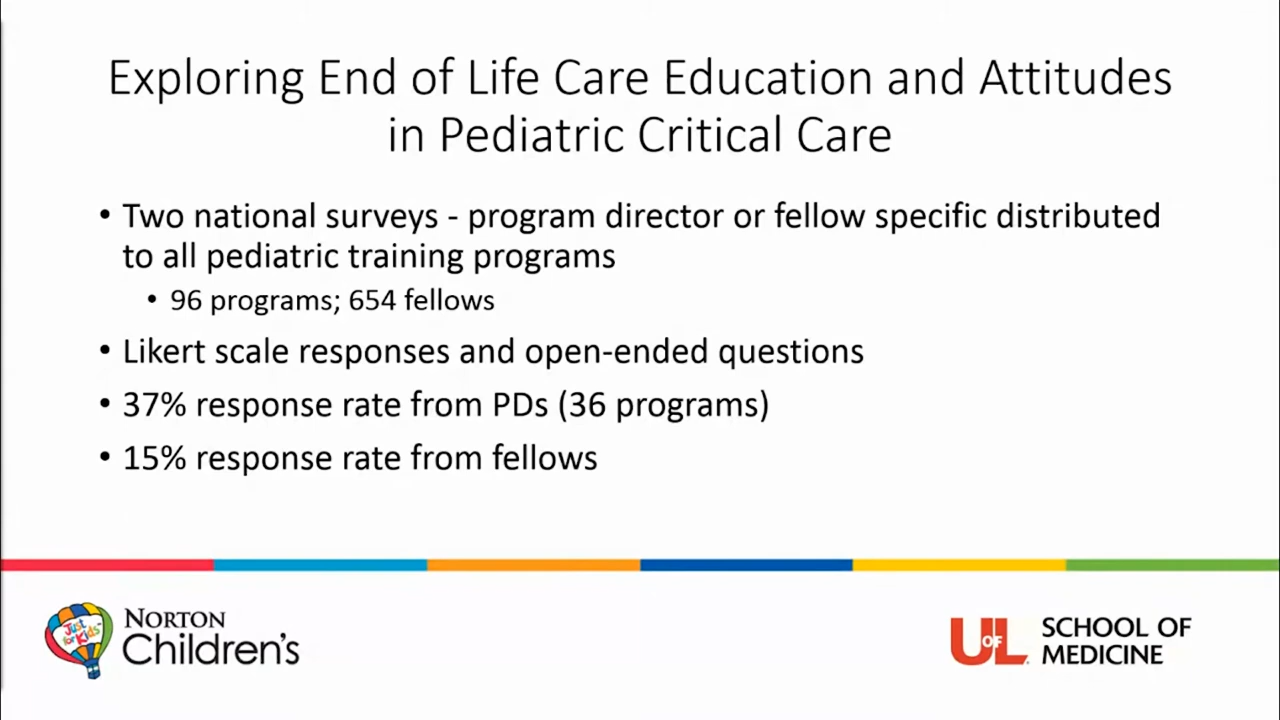 Exploring End of Life Care Education and Attitudes
in Pediatric Critical Care
• Two national surveys - program director or fellow specific distributed
to all pediatric training programs
• 96 programs; 654 fellows
• Likert scale responses and open-ended questions
• 37% response rate from PDs (36 programs)
• 15% response rate from fellows
Just
for Kids
NORTON
Children's
UofL
SCHOOL OF
MEDICINE